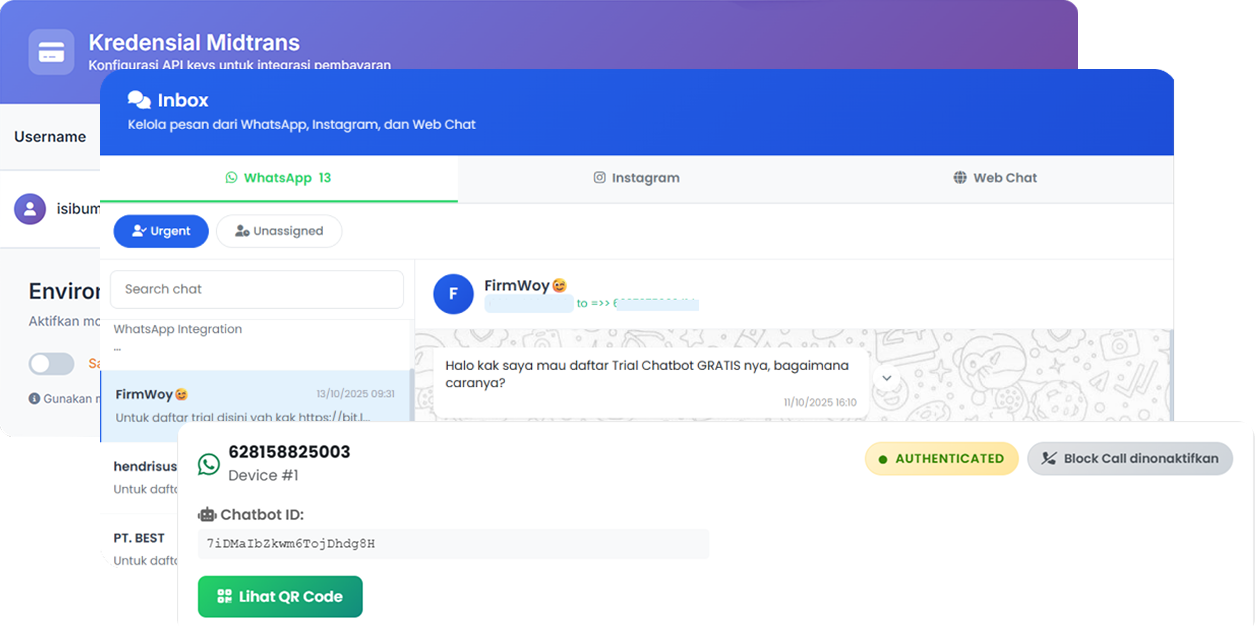 Kredensial Midtrans
Konfigurasi API keys untuk integrasi pembayaran
Username
isibum
Environ
Aktifkan mo
Sa
Gunakan n
Inbox
Kelola pesan dari WhatsApp, Instagram, dan Web Chat
WhatsApp 13
Instagram
Web Chat
Urgent
Unassigned
Search chat
WhatsApp Integration
...
FirmWoy 13/10/2025 09:31
Untuk daftar trial disini yah kak https://bit.l...
hendrisus
Untuk dafta
PT. BEST
Untuk dafta
F
FirmWoy
to =>>
Halo kak saya mau daftar Trial Chatbot GRATIS nya, bagaimana
caranya?
11/10/2025 16:10
628158825003
Device #1
AUTHENTICATED
Block Call dinonaktifkan
Chatbot ID:
7iDMaIbZkwm6TojDhdg8H
Lihat QR Code